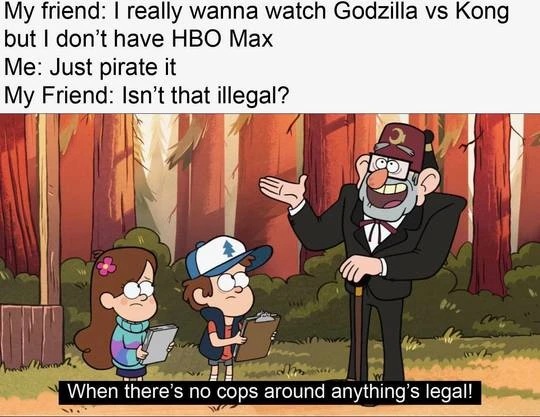 My friend: I really wanna watch Godzilla vs Kong
but I don't have HBO Max
Me: Just pirate it
My Friend: Isn't that illegal?
When there's no cops around anything's legal!